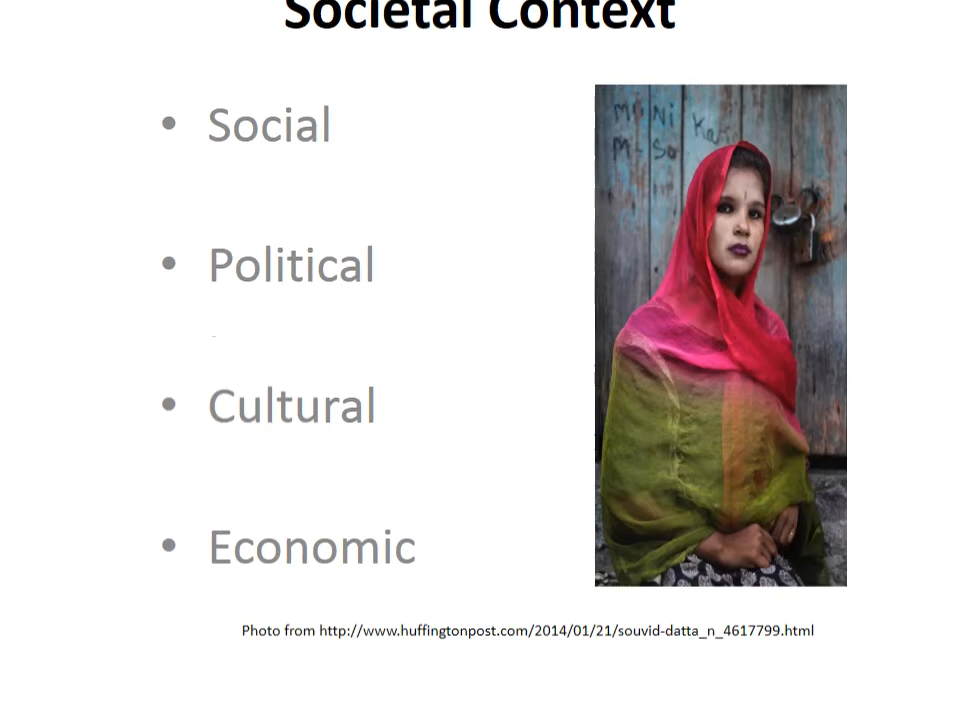 Societal Context
• Social
• Political
• Cultural
• Economic
Photo from http://www.huffingtonpost.com/2014/01/21/souvid-datta_n_4617799.html